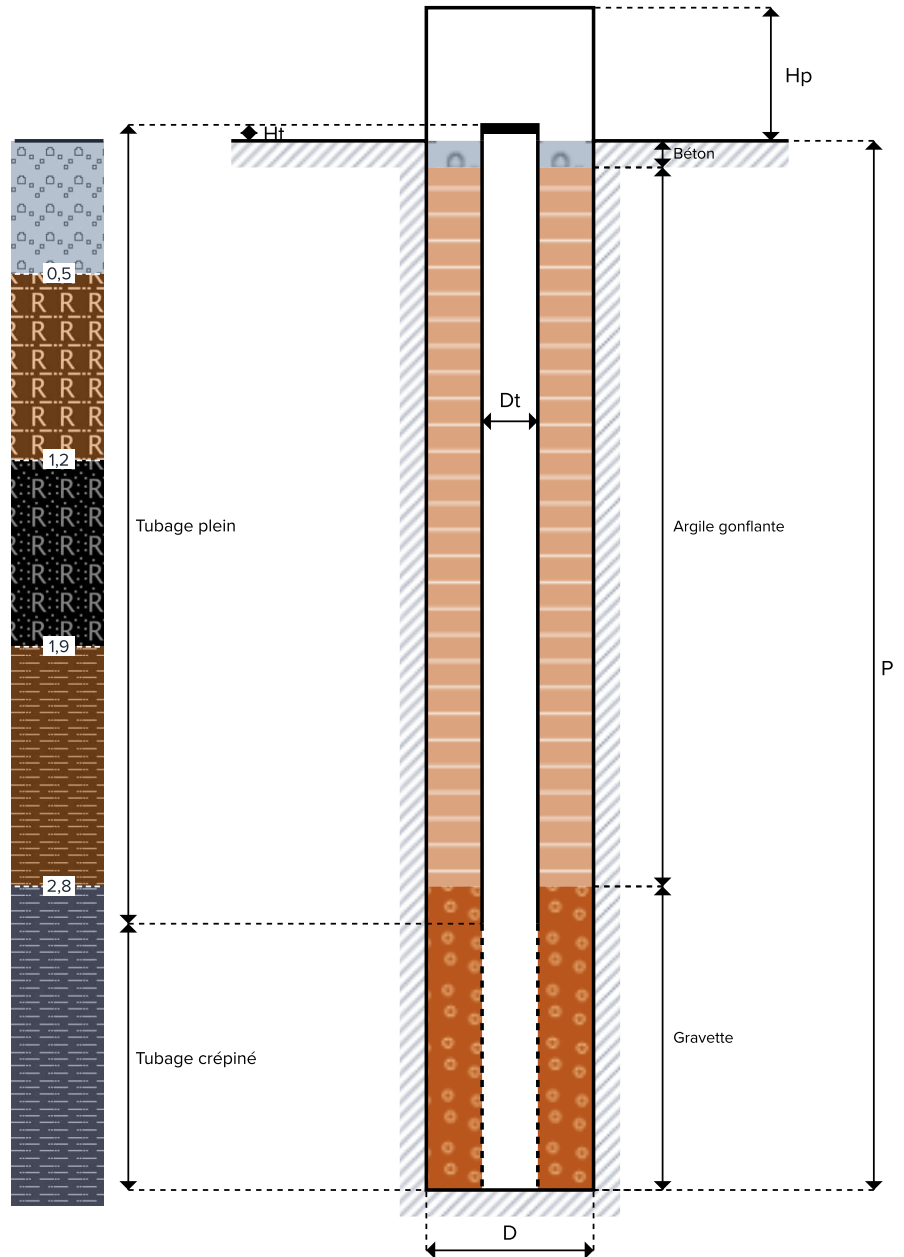 Hp
Ht
Béton
0,5
Dt
1,2
Tubage plein
Argile gonflante
1,9
P
2,8
Gravette
Tubage crépiné
D